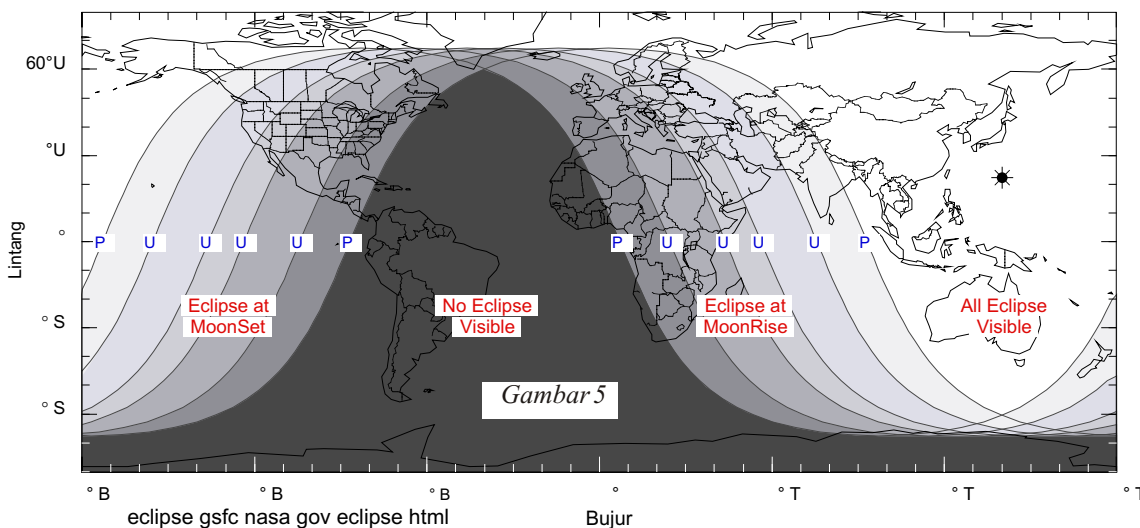 60°U
°U
°
° S
° S
Lintang
P U U U U P
P U U U U P
Eclipse at
MoonSet
No Eclipse
Visible
Eclipse at
MoonRise
All Eclipse
Visible
Gambar 5
° B ° B ° B ° ° T ° T ° T
eclipse gsfc nasa gov eclipse html
Bujur